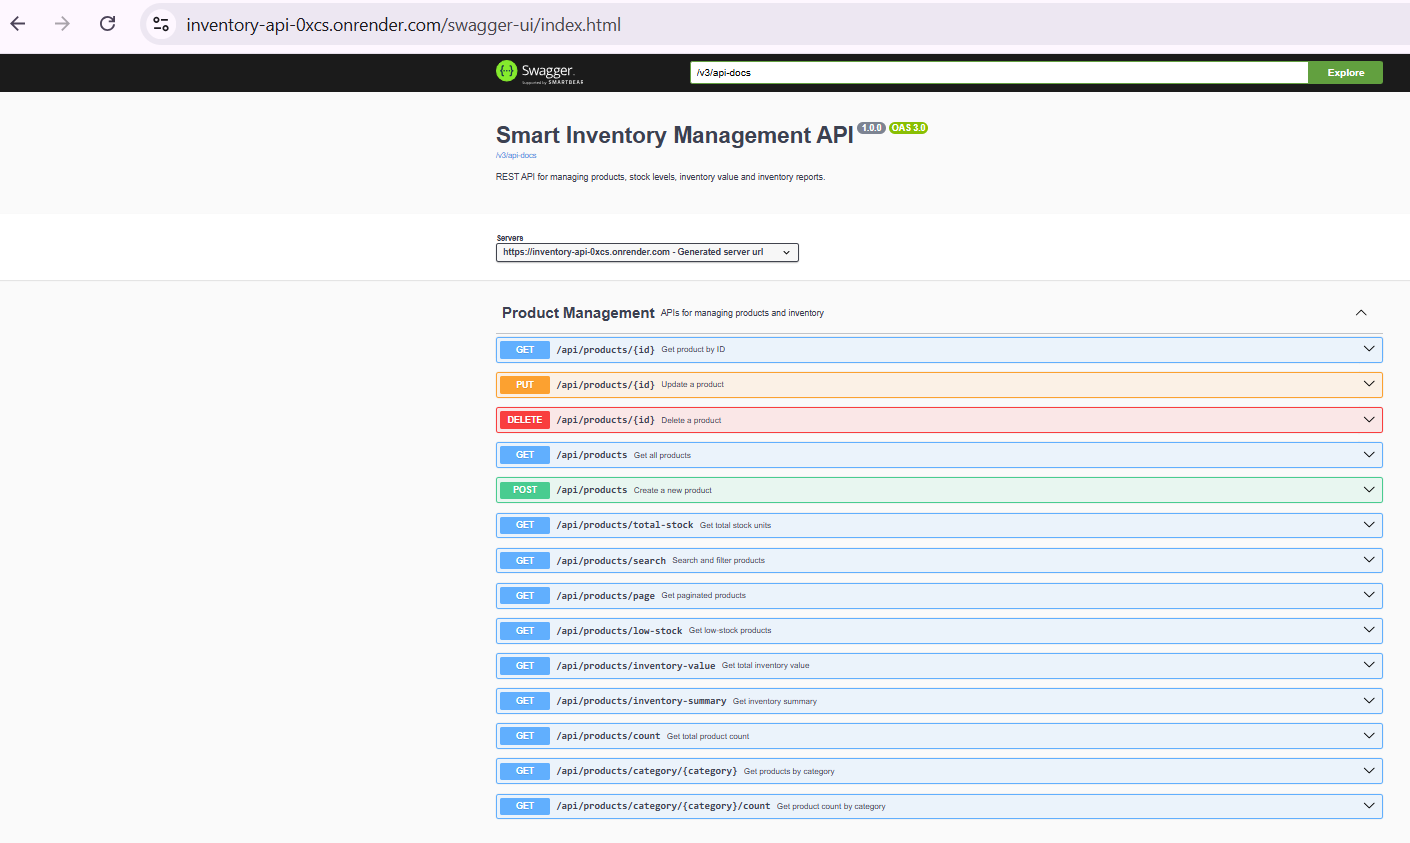 inventory-api-0xcs.onrender.com/swagger-ui/index.html
{··} Swagger. Supported by SMARTBEAR /v3/api-docs Explore
Smart Inventory Management API 1.0.0 OAS 3.0
/v3/api-docs
REST API for managing products, stock levels, inventory value and inventory reports.
Servers
https://inventory-api-0xcs.onrender.com - Generated server url
Product Management APIs for managing products and inventory
GET /api/products/{id} Get product by ID
PUT /api/products/{id} Update a product
DELETE /api/products/{id} Delete a product
GET /api/products Get all products
POST /api/products Create a new product
GET /api/products/total-stock Get total stock units
GET /api/products/search Search and filter products
GET /api/products/page Get paginated products
GET /api/products/low-stock Get low-stock products
GET /api/products/inventory-value Get total inventory value
GET /api/products/inventory-summary Get inventory summary
GET /api/products/count Get total product count
GET /api/products/category/{category} Get products by category
GET /api/products/category/{category}/count Get product count by category